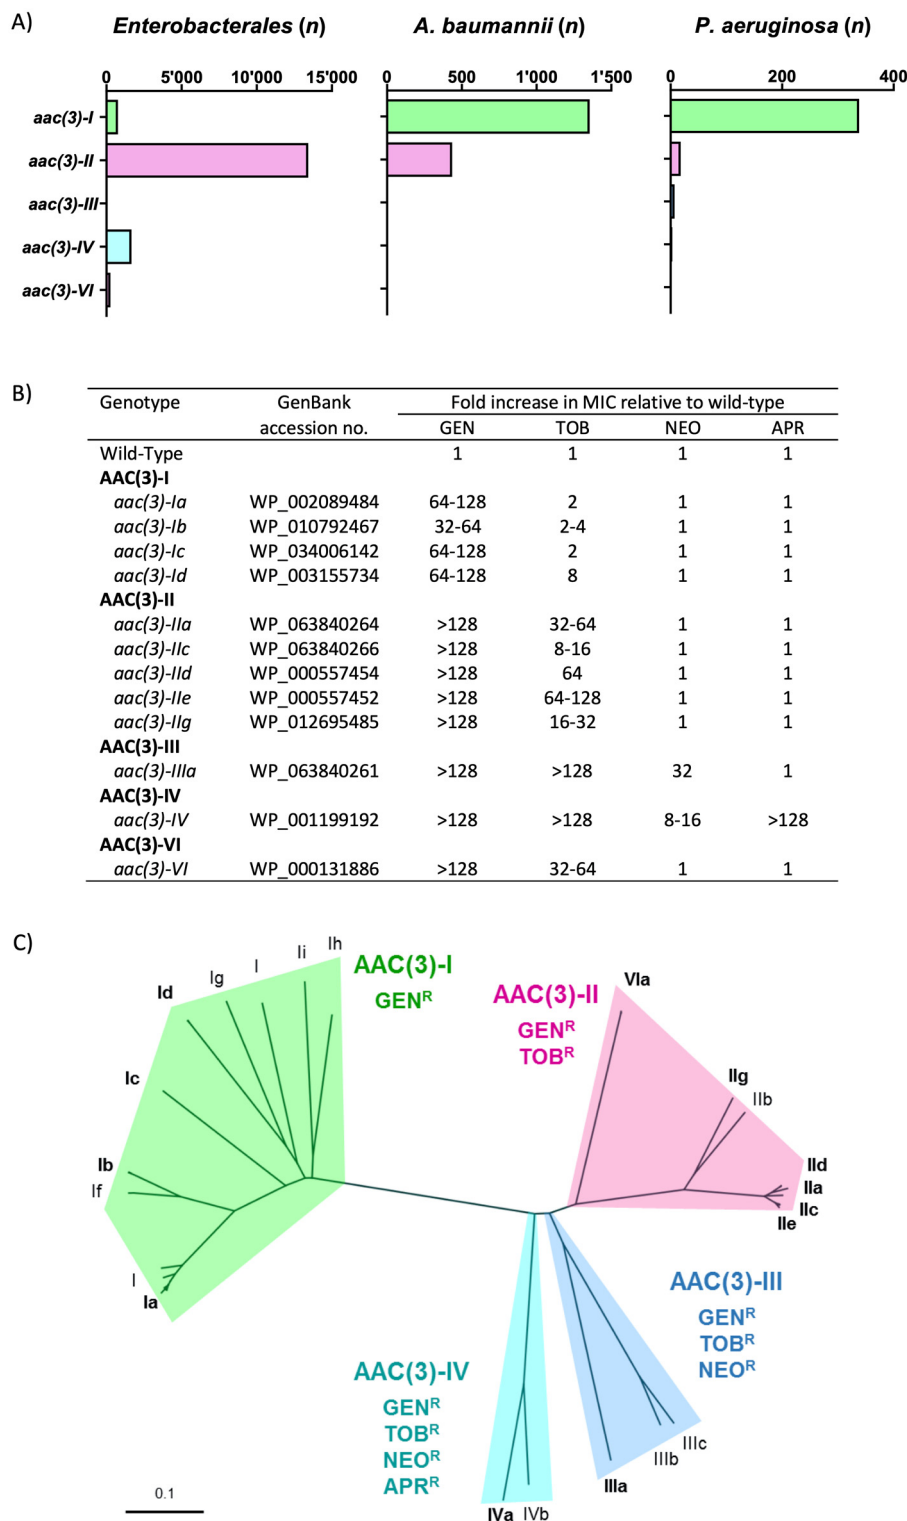 A)
Enterobacterales (n) A. baumannii (n) P. aeruginosa (n)
0 5'000 10'000 15'000 0 500 1'000 1'500 0 200 400
aac(3)-I
aac(3)-II
aac(3)-III
aac(3)-IV
aac(3)-VI
B)
Genotype GenBank accession no. Fold increase in MIC relative to wild-type
GEN TOB NEO APR
Wild-Type 1 1 1 1
AAC(3)-I
aac(3)-Ia WP_002089484 64-128 2 1 1
aac(3)-Ib WP_010792467 32-64 2-4 1 1
aac(3)-Ic WP_034006142 64-128 2 1 1
aac(3)-Id WP_003155734 64-128 8 1 1
AAC(3)-II
aac(3)-IIa WP_063840264 >128 32-64 1 1
aac(3)-IIc WP_063840266 >128 8-16 1 1
aac(3)-IId WP_000557454 >128 64 1 1
aac(3)-IIe WP_000557452 >128 64-128 1 1
aac(3)-IIg WP_012695485 >128 16-32 1 1
AAC(3)-III
aac(3)-IIIa WP_063840261 >128 >128 32 1
AAC(3)-IV
aac(3)-IV WP_001199192 >128 >128 8-16 >128
AAC(3)-VI
aac(3)-VI WP_000131886 >128 32-64 1 1
C)
Id
Ig
I
Ii
Ih
Ic
Ib
If
I
Ia
AAC(3)-I
GENR
AAC(3)-II
GENR
TOBR
VIa
IIg
IIb
IId
IIa
IIc
IIe
AAC(3)-III
GENR
TOBR
NEOR
IIIc
IIIb
IIIa
AAC(3)-IV
GENR
TOBR
NEOR
APRR
IVa
IVb
0.1